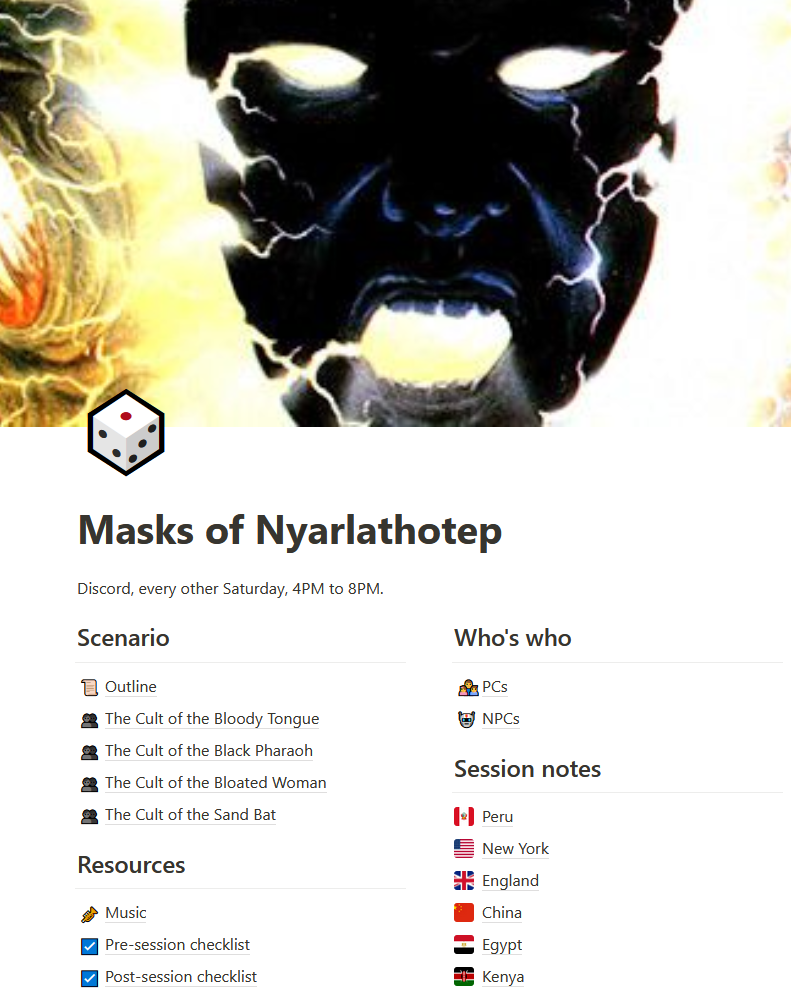 Masks of Nyarlathotep
Discord, every other Saturday, 4PM to 8PM.
Scenario
Outline
The Cult of the Bloody Tongue
The Cult of the Black Pharaoh
The Cult of the Bloated Woman
The Cult of the Sand Bat
Resources
Music
Pre-session checklist
Post-session checklist
Who's who
PCs
NPCs
Session notes
Peru
New York
England
China
Egypt
Kenya